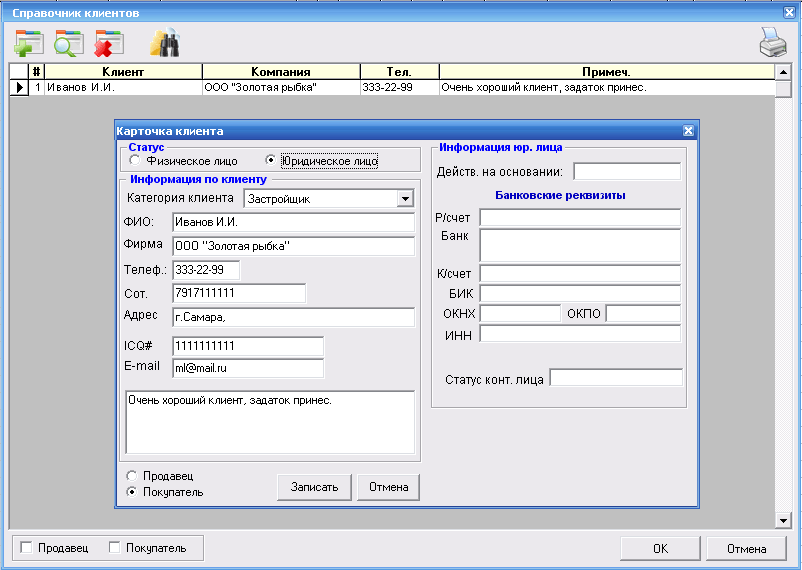 Справочник клиентов
# Клиент Компания Тел. Примеч.
1 Иванов И.И. ООО "Золотая рыбка" 333-22-99 Очень хороший клиент, задаток принес.
Карточка клиента
Статус
Физическое лицо Юридическое лицо
Информация по клиенту
Категория клиента Застройщик
ФИО: Иванов И.И.
Фирма ООО "Золотая рыбка"
Телеф.: 333-22-99
Сот. 7917111111
Адрес г.Самара,
ICQ# 1111111111
E-mail ml@mail.ru
Очень хороший клиент, задаток принес.
Продавец
Покупатель
Записать Отмена
Информация юр. лица
Действ. на основании:
Банковские реквизиты
Р/счет
Банк
К/счет
БИК
ОКНХ ОКПО
ИНН
Статус конт. лица
Продавец Покупатель
OK Отмена